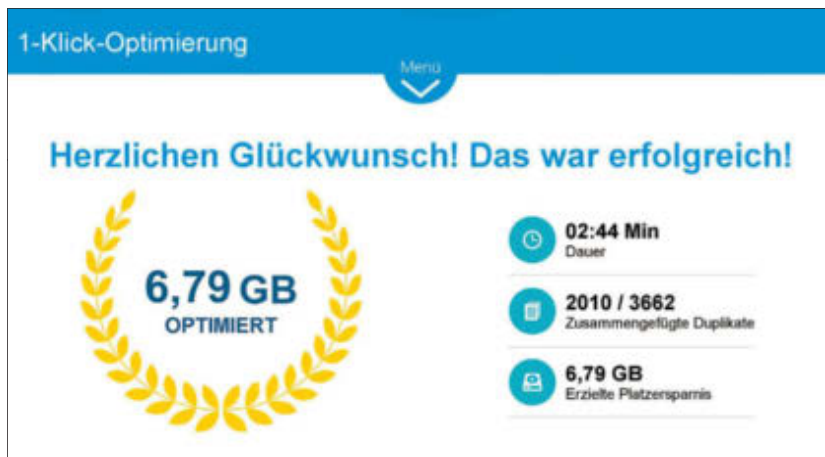 1-Klick-Optimierung
Menü
Herzlichen Glückwunsch! Das war erfolgreich!
6,79 GB
OPTIMIERT
02:44 Min
Dauer
2010 / 3662
Zusammengefügte Duplikate
6,79 GB
Erzielte Platzersparnis